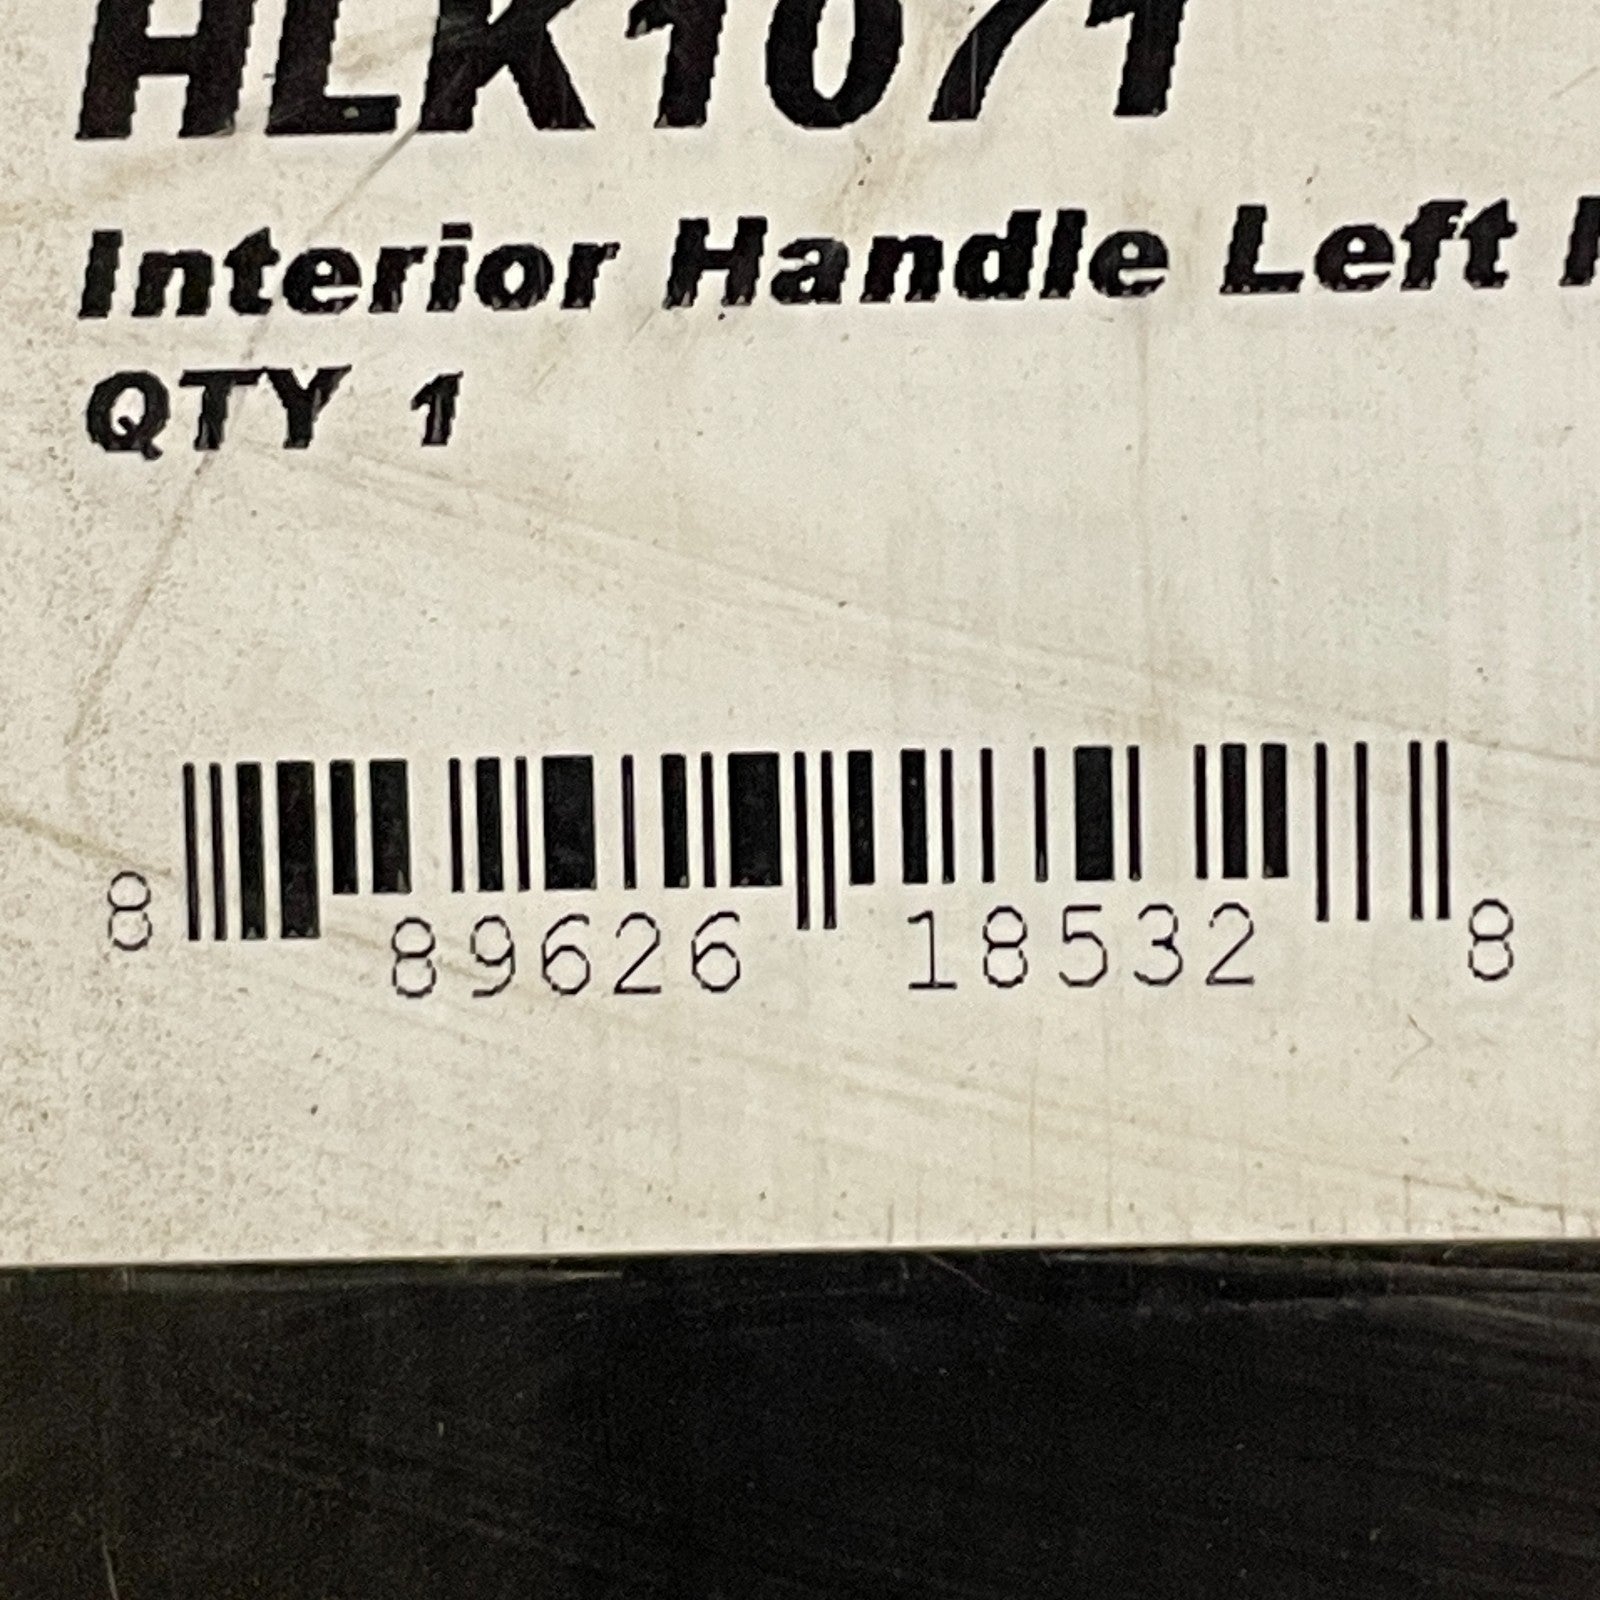 HLK1071
Interior Handle Left
QTY 1
8 89626 18532 8